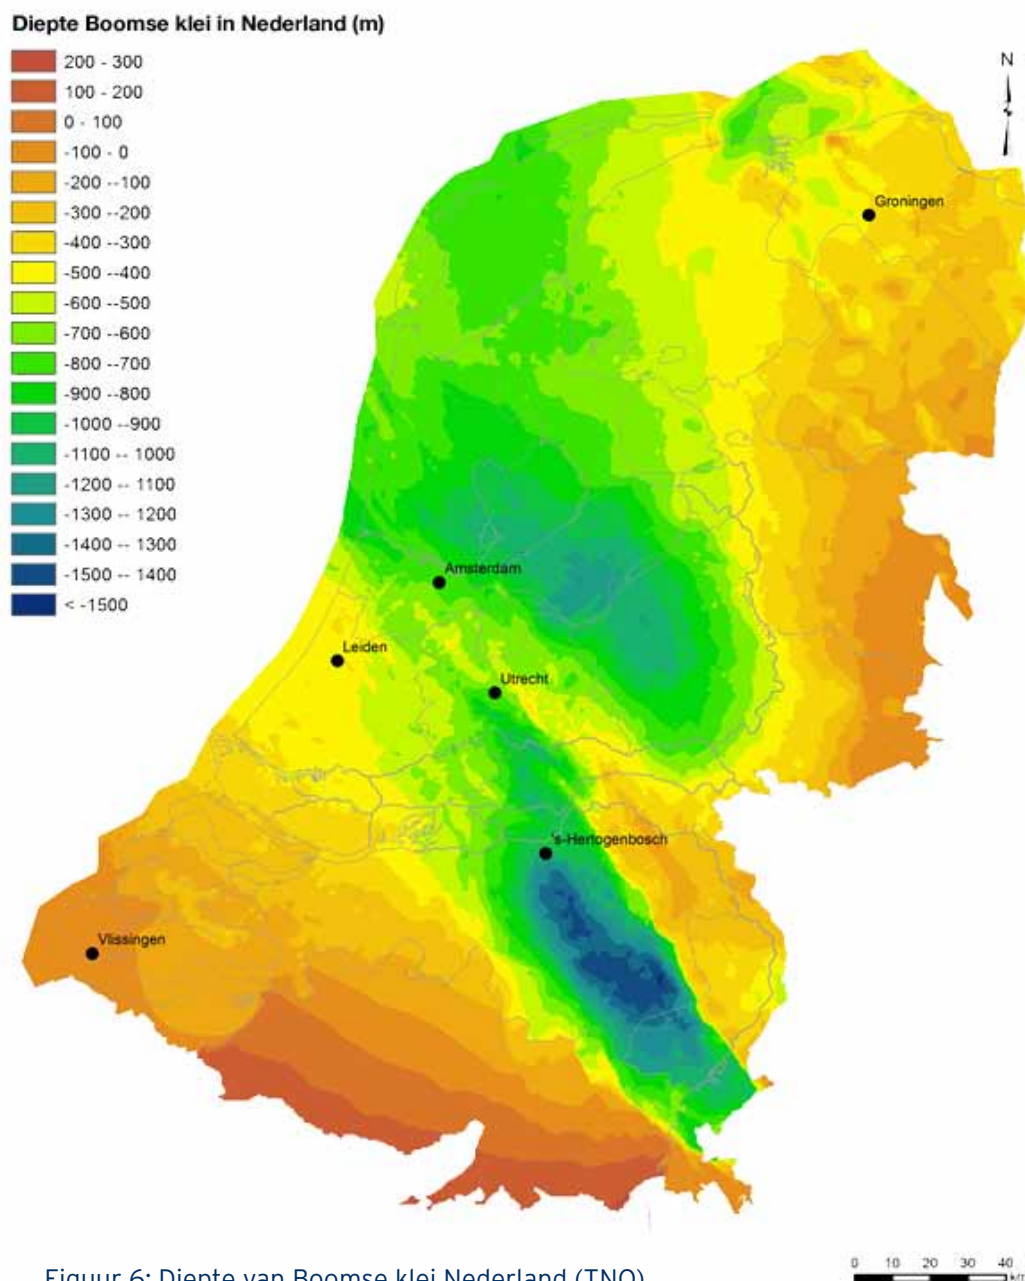 Diepte Boomse klei in Nederland (m)
200 - 300
100 - 200
0 - 100
-100 - 0
-200 --100
-300 --200
-400 --300
-500 --400
-600 --500
-700 --600
-800 --700
-900 --800
-1000 --900
-1100 -- 1000
-1200 -- 1100
-1300 -- 1200
-1400 -- 1300
-1500 -- 1400
< -1500
N
Groningen
Amsterdam
Leiden
Utrecht
's-Hertogenbosch
Vlissingen
0 10 20 30 40
Figuur 6: Diepte van Boomse klei Nederland (TNO)